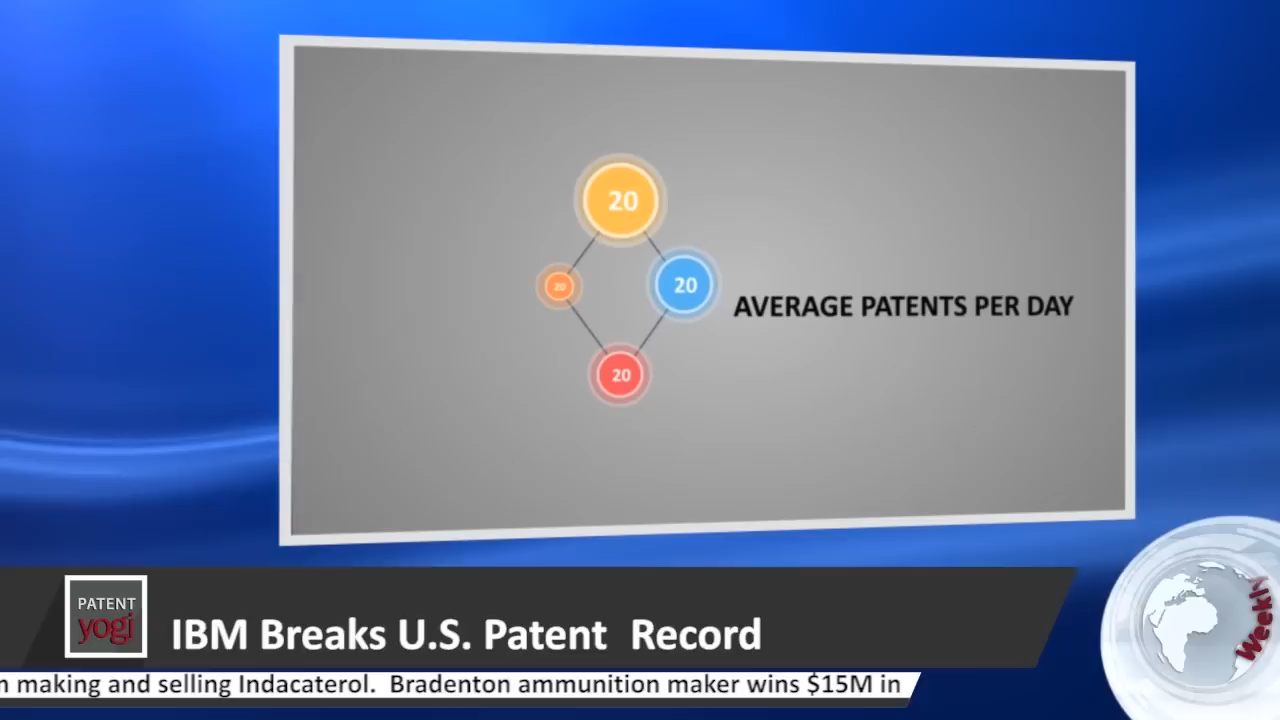 20
20
20
AVERAGE PATENTS PER DAY
20
PATENT
yogi
IBM Breaks U.S. Patent Record
n making and selling Indacaterol. Bradenton ammunition maker wins $15M in
Weekly